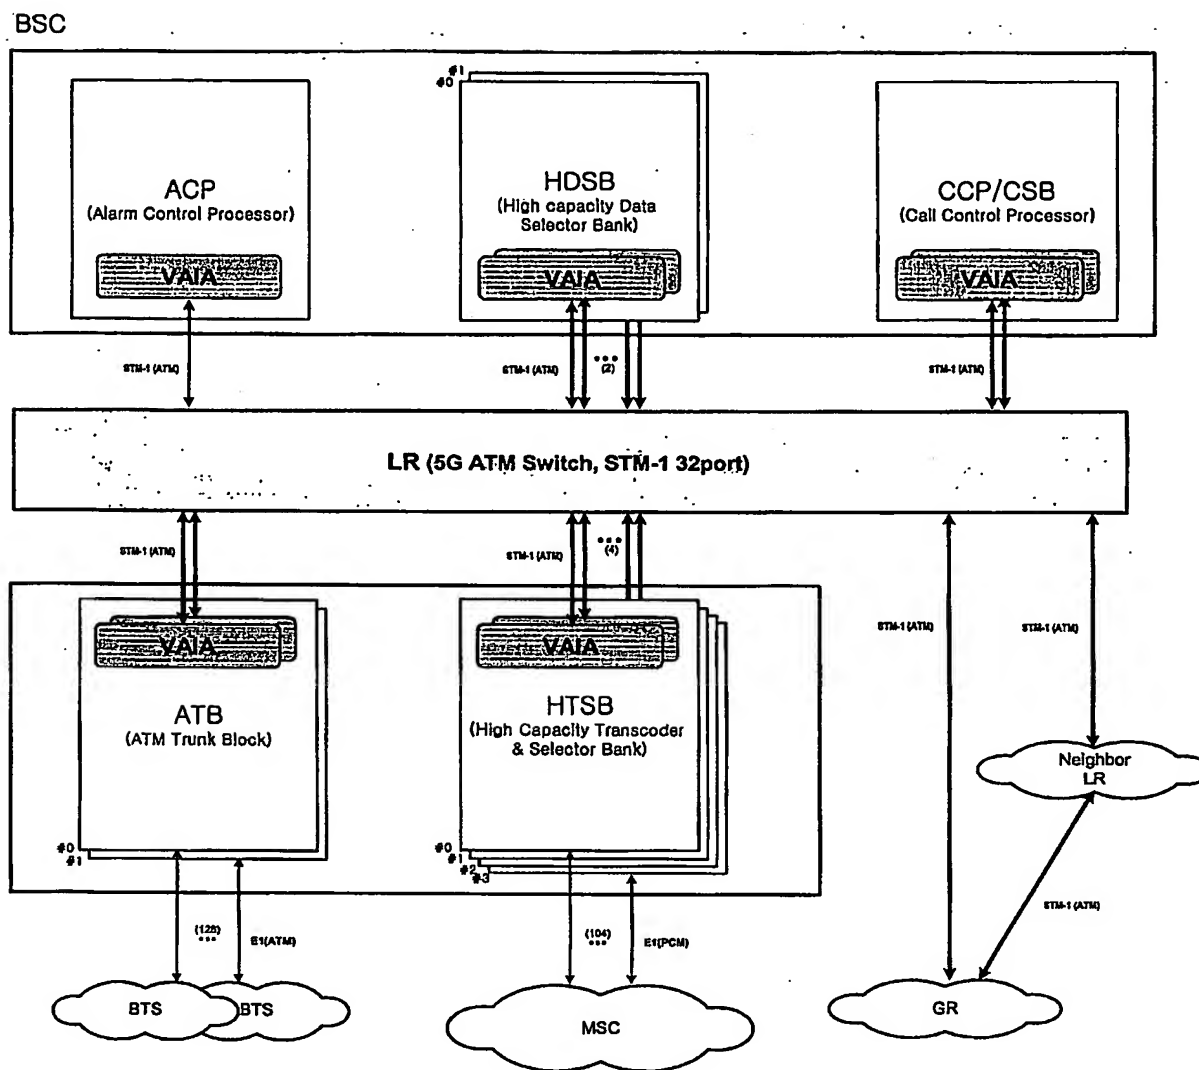 BSC
#1
#0
ACP
(Alarm Control Processor)
VAIA
HDSB
(High capacity Data
Selector Bank)
VAIA
CCP/CSB
(Call Control Processor)
VAIA
STM-1 (ATM)
STM-1 (ATM)
(2)
STM-1 (ATM)
LR (5G ATM Switch, STM-1 32port)
STM-1 (ATM)
STM-1 (ATM)
(4)
STM-1 (ATM)
STM-1 (ATM)
VAIA
ATB
(ATM Trunk Block)
VAIA
HTSB
(High Capacity Transcoder
& Selector Bank)
Neighbor
LR
#0
#1
#0
#1
#2
#3
STM-1 (ATM)
(128)
E1(ATM)
(104)
E1(PCM)
BTS
BTS
MSC
GR